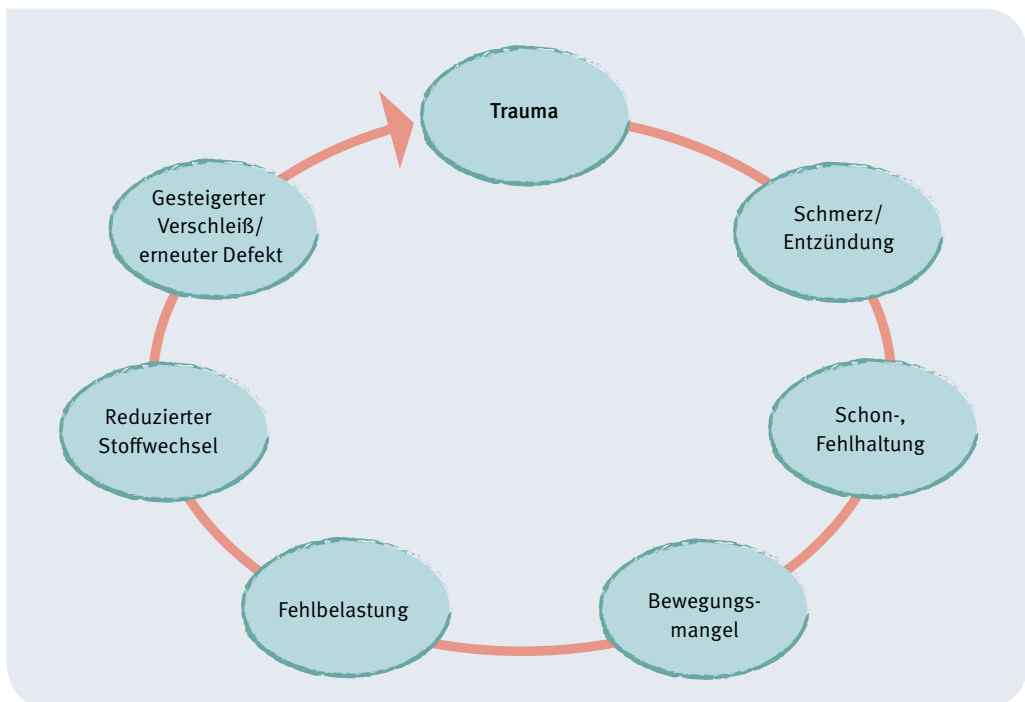 Trauma
Schmerz/
Entzündung
Schon-,
Fehlhaltung
Bewegungs-
mangel
Fehlbelastung
Reduzierter
Stoffwechsel
Gesteigerter
Verschleiß/
erneuter Defekt